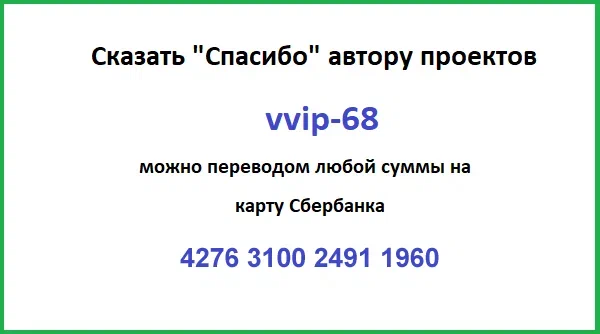 Сказать "Спасибо" автору проектов
vvip-68
можно переводом любой суммы на
карту Сбербанка
4276 3100 2491 1960